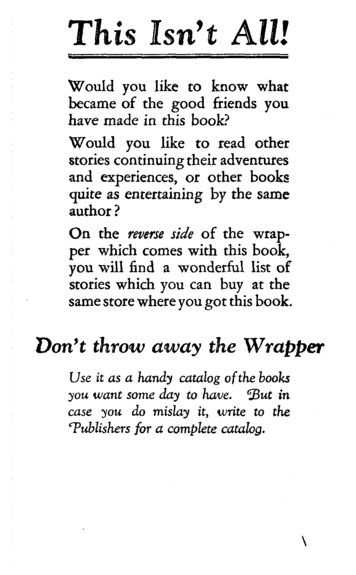 This Isn't All!
Would you like to know what
became of the good friends you
have made in this book?
Would you like to read other
stories continuing their adventures
and experiences, or other books
quite as entertaining by the same
author?
On the reverse side of the wrap-
per which comes with this book,
you will find a wonderful list of
stories which you can buy at the
same store where you got this book.
Don't throw away the Wrapper
Use it as a handy catalog of the books
you want some day to have. But in
case you do mislay it, write to the
Publishers for a complete catalog.